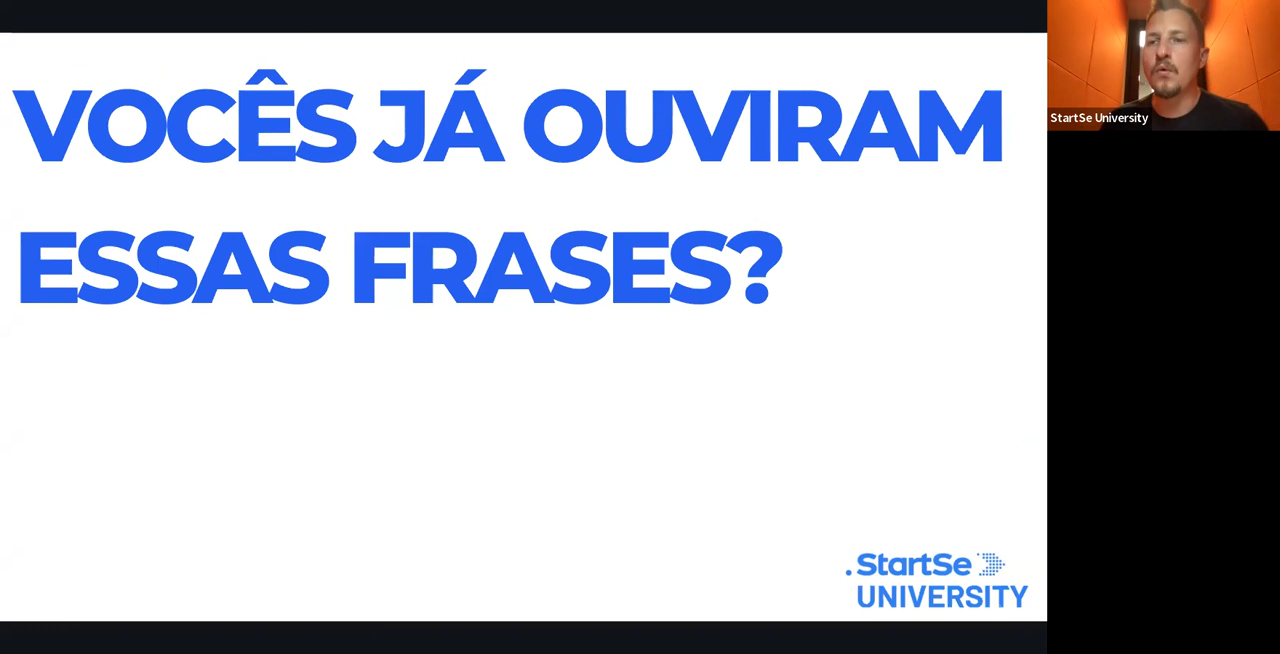 VOCÊS JÁ OUVIRAM
ESSAS FRASES?
StartSe University
.StartSe
UNIVERSITY